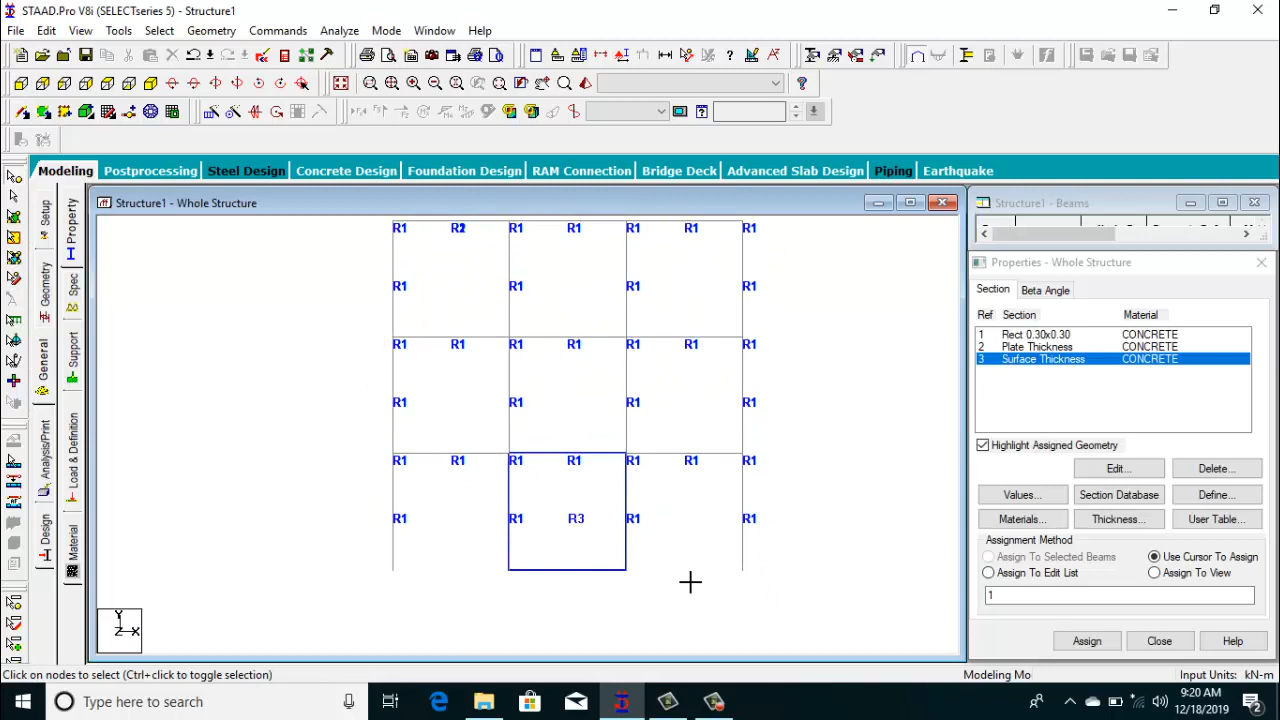 STAAD.Pro V8i (SELECTseries 5) - Structure1
File Edit View Tools Select Geometry Commands Analyze Mode Window Help
Modeling Postprocessing Steel Design Concrete Design Foundation Design RAM Connection Bridge Deck Advanced Slab Design Piping Earthquake
Setup
Geometry
General
Analysis/Print
Design
Property
Spec
Support
Load & Definition
Material
Structure1 - Whole Structure
R1 R2 R1 R1 R1 R1 R1
R1 R1 R1 R1
R1 R1 R1 R1 R1 R1 R1
R1 R1 R1 R1
R1 R1 R1 R1 R1 R1 R1
R1 R1 R3 R1 R1
Y
Z X
Structure1 - Beams
Properties - Whole Structure
Section Beta Angle
Ref Section Material
1 Rect 0.30x0.30 CONCRETE
2 Plate Thickness CONCRETE
3 Surface Thickness CONCRETE
Highlight Assigned Geometry
Edit... Delete...
Values... Section Database Define...
Materials... Thickness... User Table...
Assignment Method
Assign To Selected Beams Use Cursor To Assign
Assign To Edit List Assign To View
1
Assign Close Help
Click on nodes to select (Ctrl+click to toggle selection) Modeling Mo Input Units: kN-m
Type here to search
9:20 AM
12/18/2019
2